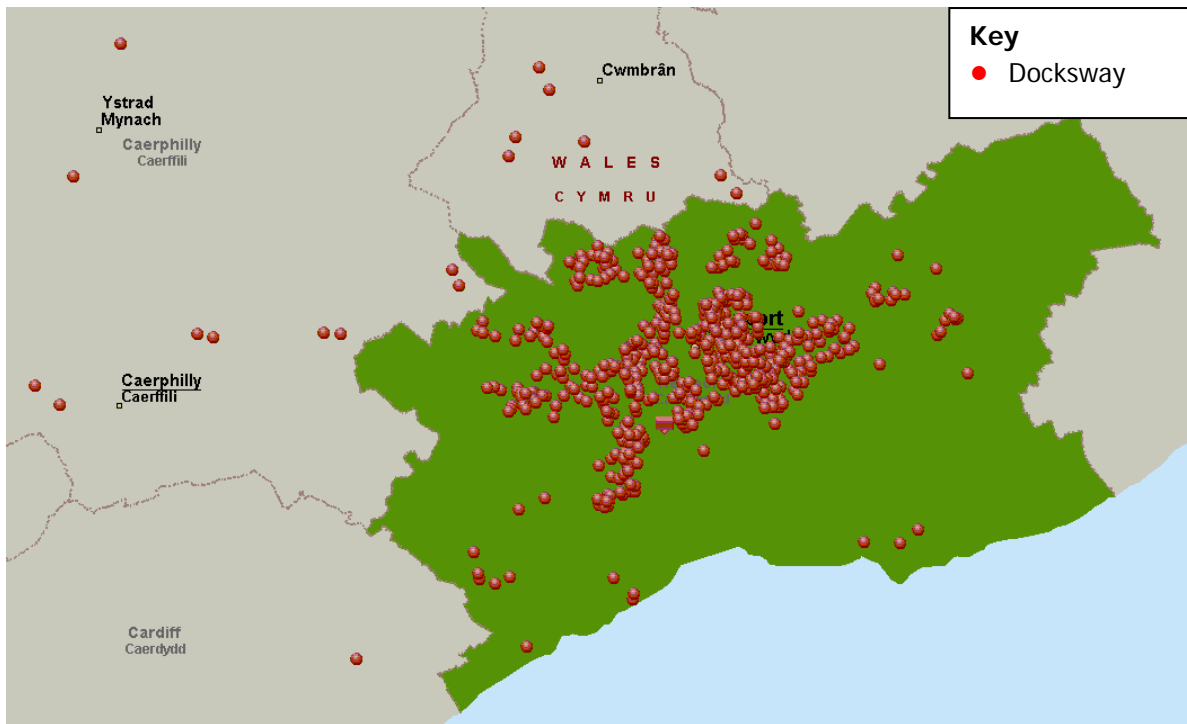 Key
Docksway
Cwmbrân
Ystrad
Mynach
Caerphilly
Caerffili
W A L E S
C Y M R U
Caerphilly
Caerffili
Cardiff
Caerdydd